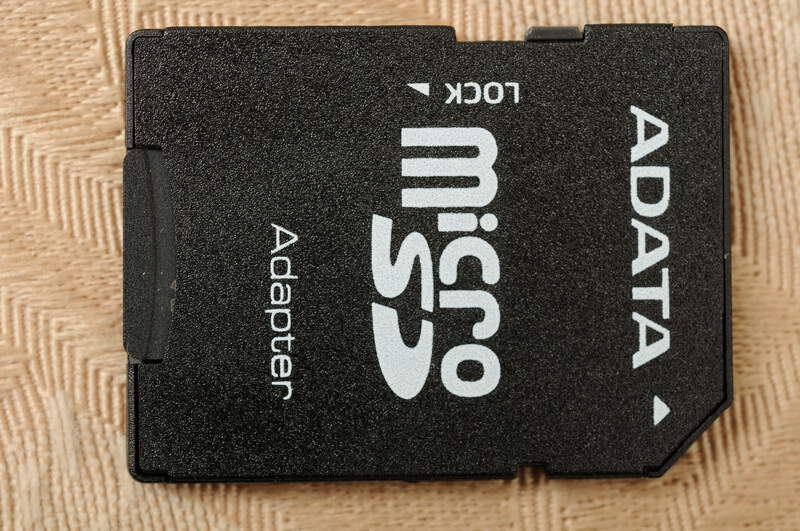 ADATA
LOCK
micro
SD
Adapter